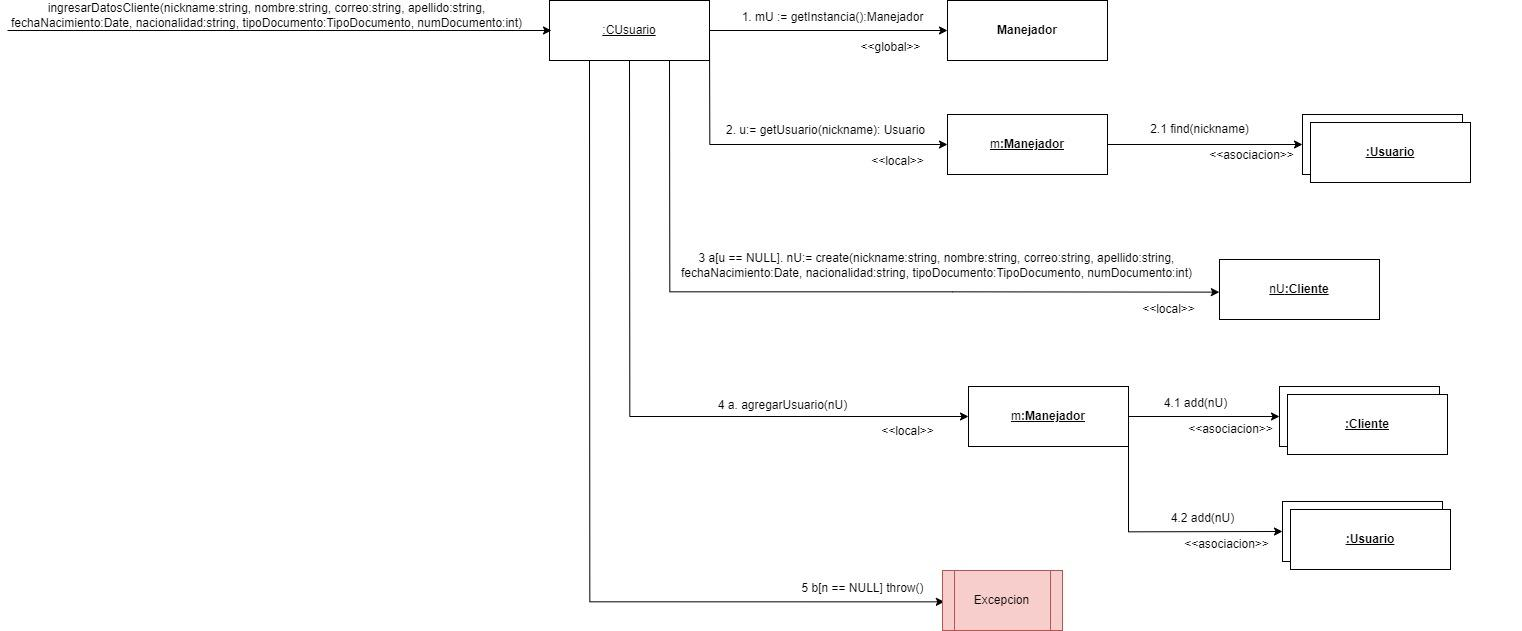 ingresarDatosCliente(nickname:string, nombre:string, correo:string, apellido:string,
fechaNacimiento:Date, nacionalidad:string, tipoDocumento:TipoDocumento, numDocumento:int)
:CUsuario
1. mU := getInstancia():Manejador
<<global>>
Manejador
2. u:= getUsuario(nickname): Usuario
<<local>>
m:Manejador
2.1 find(nickname)
<<asociacion>>
:Usuario
3 a[u == NULL]. nU:= create(nickname:string, nombre:string, correo:string, apellido:string,
fechaNacimiento:Date, nacionalidad:string, tipoDocumento:TipoDocumento, numDocumento:int)
<<local>>
nU:Cliente
4 a. agregarUsuario(nU)
<<local>>
m:Manejador
4.1 add(nU)
<<asociacion>>
:Cliente
4.2 add(nU)
<<asociacion>>
:Usuario
5 b[n == NULL] throw()
Excepcion